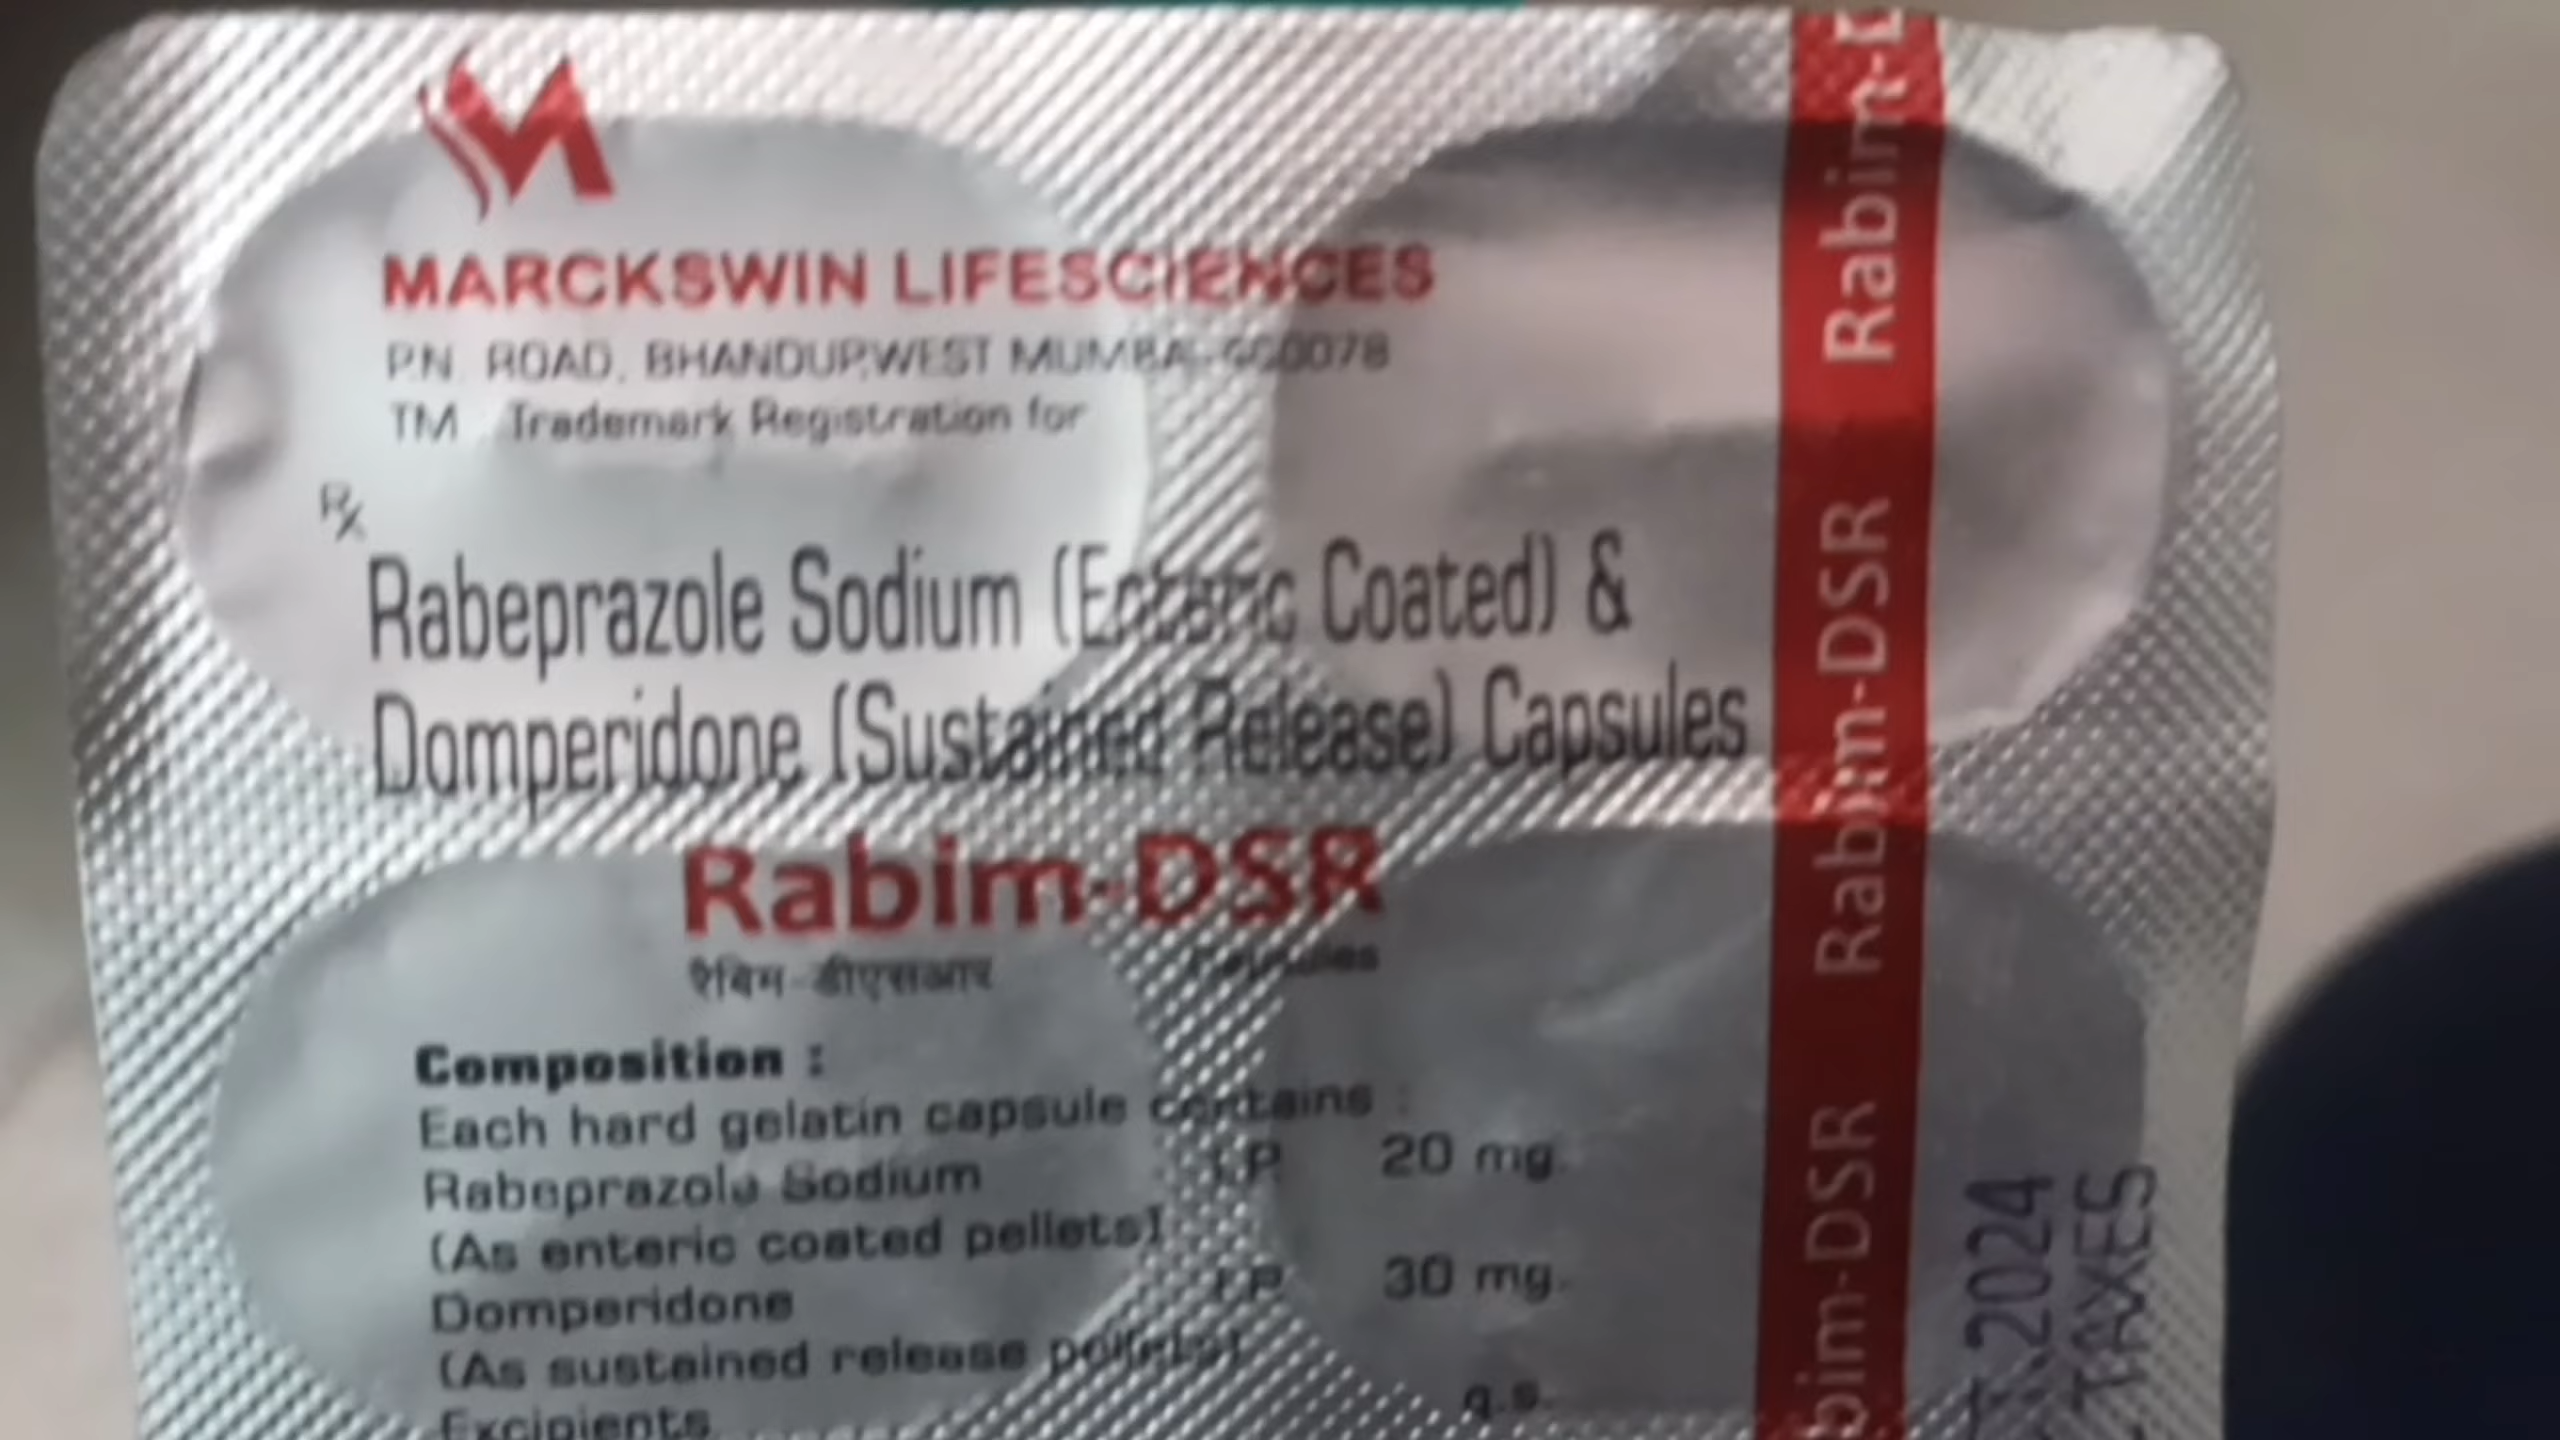 MARCKSWIN LIFESCIENCES
P.N. ROAD, BHANDUP,WEST MUMBAI-400078
TM . Trademark Registration for
Rx
Rabeprazole Sodium (Enteric Coated) &
Domperidone (Sustained Release) Capsules
Rabim-DSR
रैबिम-डीएसआर Capsules
Composition :
Each hard gelatin capsule contains :
Rabeprazole Sodium I.P. 20 mg.
(As enteric coated pellets)
Domperidone I.P. 30 mg.
(As sustained release pellets)
Excipients q.s.
Rabim-DSR
Rabim-DSR
2024
TAXES